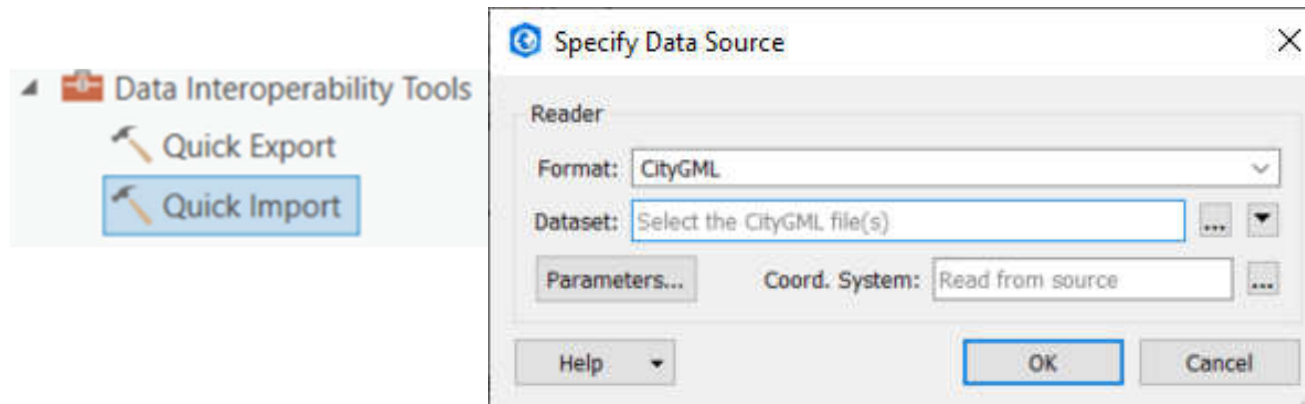 Data Interoperability Tools
Quick Export
Quick Import
Specify Data Source
Reader
Format: CityGML
Dataset: Select the CityGML file(s) ...
Parameters... Coord. System: Read from source ...
Help OK Cancel